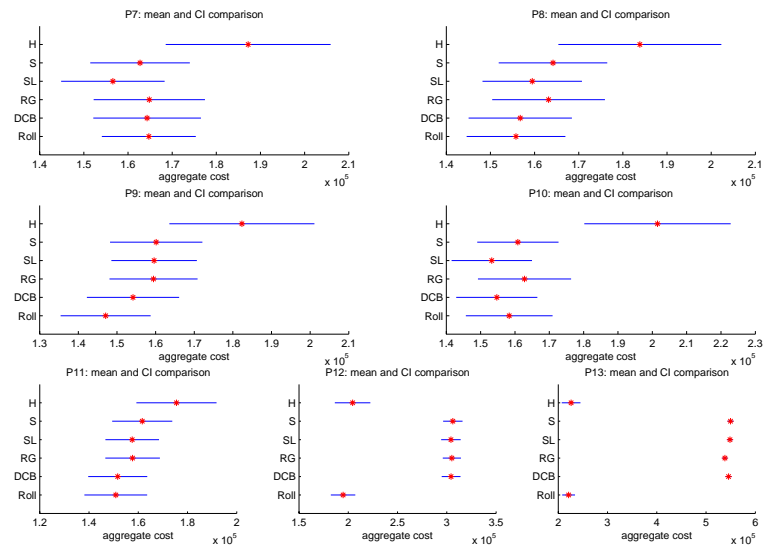 P7: mean and CI comparison
H
S
SL
RG
DCB
Roll
1.4 1.5 1.6 1.7 1.8 1.9 2 2.1
aggregate cost
x 10^5
P8: mean and CI comparison
H
S
SL
RG
DCB
Roll
1.4 1.5 1.6 1.7 1.8 1.9 2 2.1
aggregate cost
x 10^5
P9: mean and CI comparison
H
S
SL
RG
DCB
Roll
1.3 1.4 1.5 1.6 1.7 1.8 1.9 2 2.1
aggregate cost
x 10^5
P10: mean and CI comparison
H
S
SL
RG
DCB
Roll
1.4 1.5 1.6 1.7 1.8 1.9 2 2.1 2.2 2.3
aggregate cost
x 10^5
P11: mean and CI comparison
H
S
SL
RG
DCB
Roll
1.2 1.4 1.6 1.8 2
aggregate cost
x 10^5
P12: mean and CI comparison
H
S
SL
RG
DCB
Roll
1.5 2 2.5 3 3.5
aggregate cost
x 10^5
P13: mean and CI comparison
H
S
SL
RG
DCB
Roll
2 3 4 5 6
aggregate cost
x 10^5